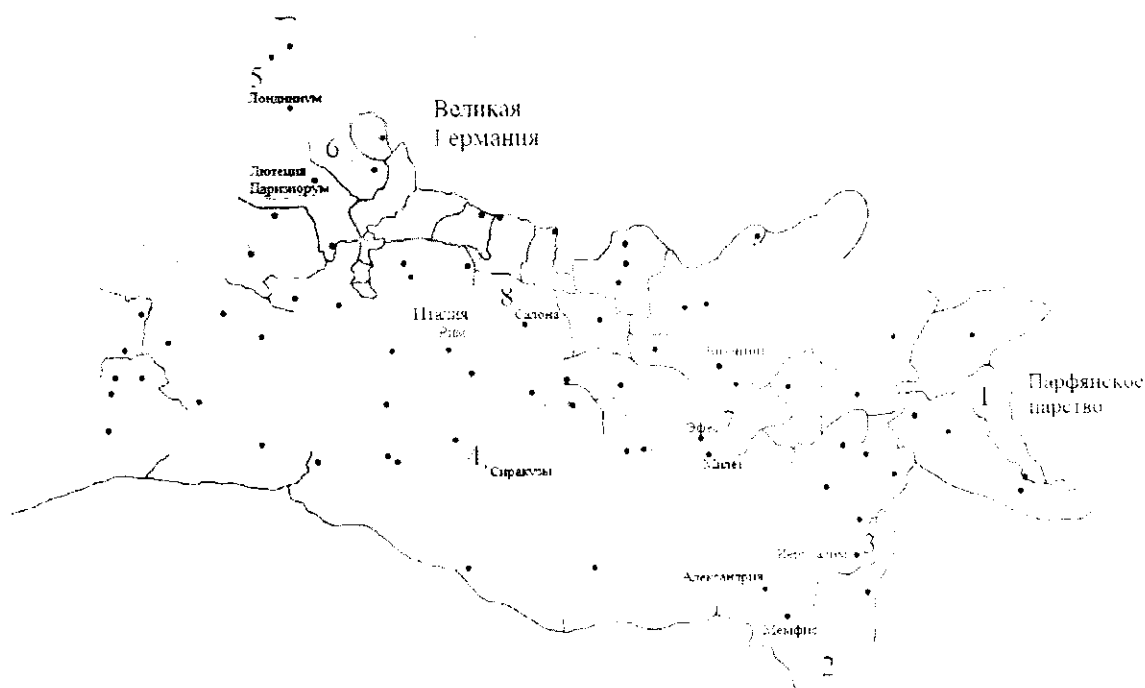 5
Лондиниум
Великая
Германия
6
Лютеция
Паризиорум
8
Италия
Рим
Салона
1
Парфянское
царство
Эфес
7
Милет
4
Сиракузы
3
Александрия
Мемфис
2